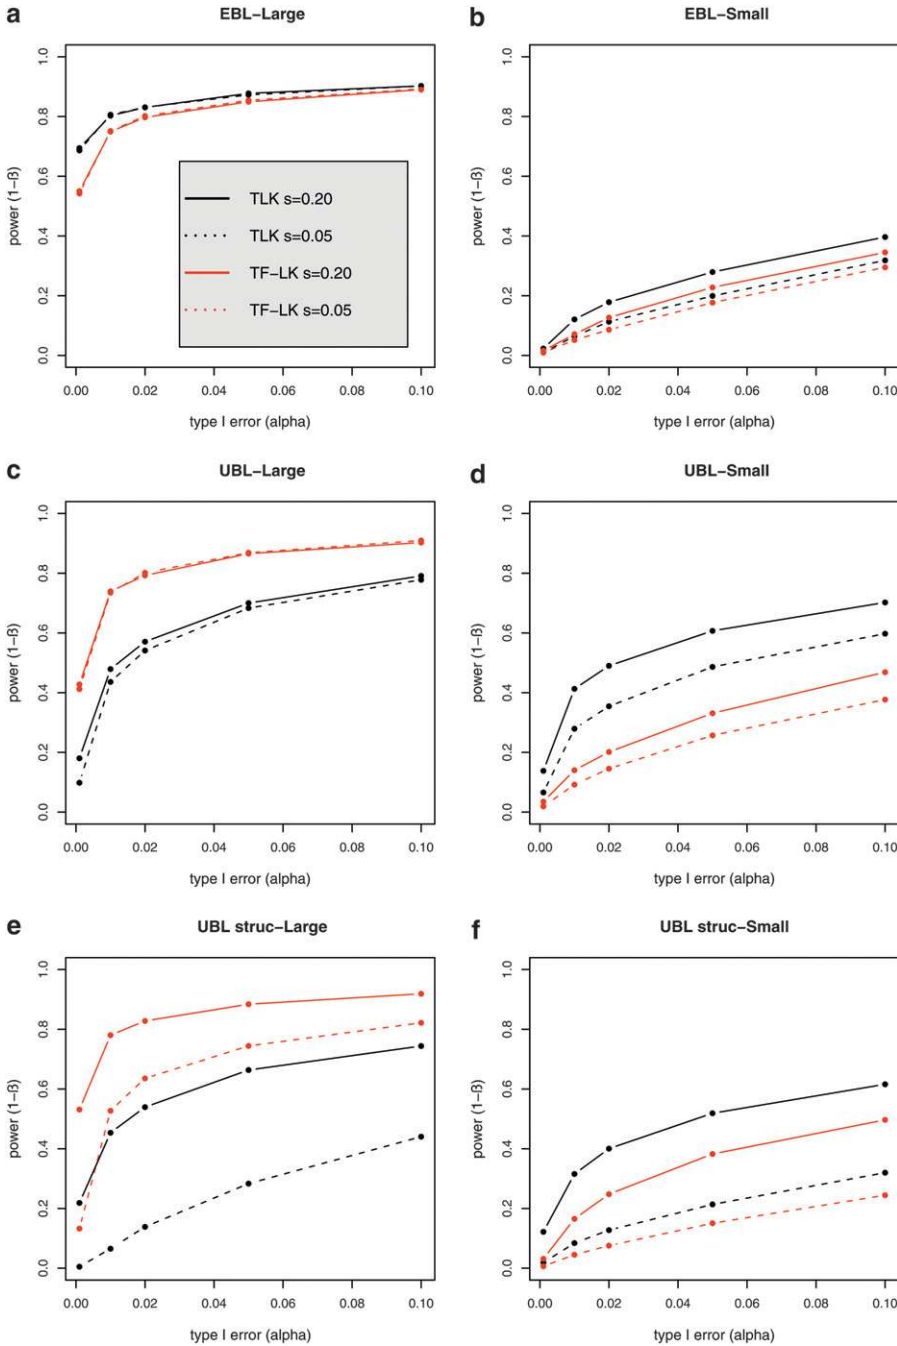 a
EBL–Large
power (1–ß)
1.0
0.8
0.6
0.4
0.2
0.0
TLK s=0.20
TLK s=0.05
TF–LK s=0.20
TF–LK s=0.05
0.00 0.02 0.04 0.06 0.08 0.10
type I error (alpha)
b
EBL–Small
power (1–ß)
1.0
0.8
0.6
0.4
0.2
0.0
0.00 0.02 0.04 0.06 0.08 0.10
type I error (alpha)
c
UBL–Large
power (1–ß)
1.0
0.8
0.6
0.4
0.2
0.0
0.00 0.02 0.04 0.06 0.08 0.10
type I error (alpha)
d
UBL–Small
power (1–ß)
1.0
0.8
0.6
0.4
0.2
0.0
0.00 0.02 0.04 0.06 0.08 0.10
type I error (alpha)
e
UBL struc–Large
power (1–ß)
1.0
0.8
0.6
0.4
0.2
0.0
0.00 0.02 0.04 0.06 0.08 0.10
type I error (alpha)
f
UBL struc–Small
power (1–ß)
1.0
0.8
0.6
0.4
0.2
0.0
0.00 0.02 0.04 0.06 0.08 0.10
type I error (alpha)